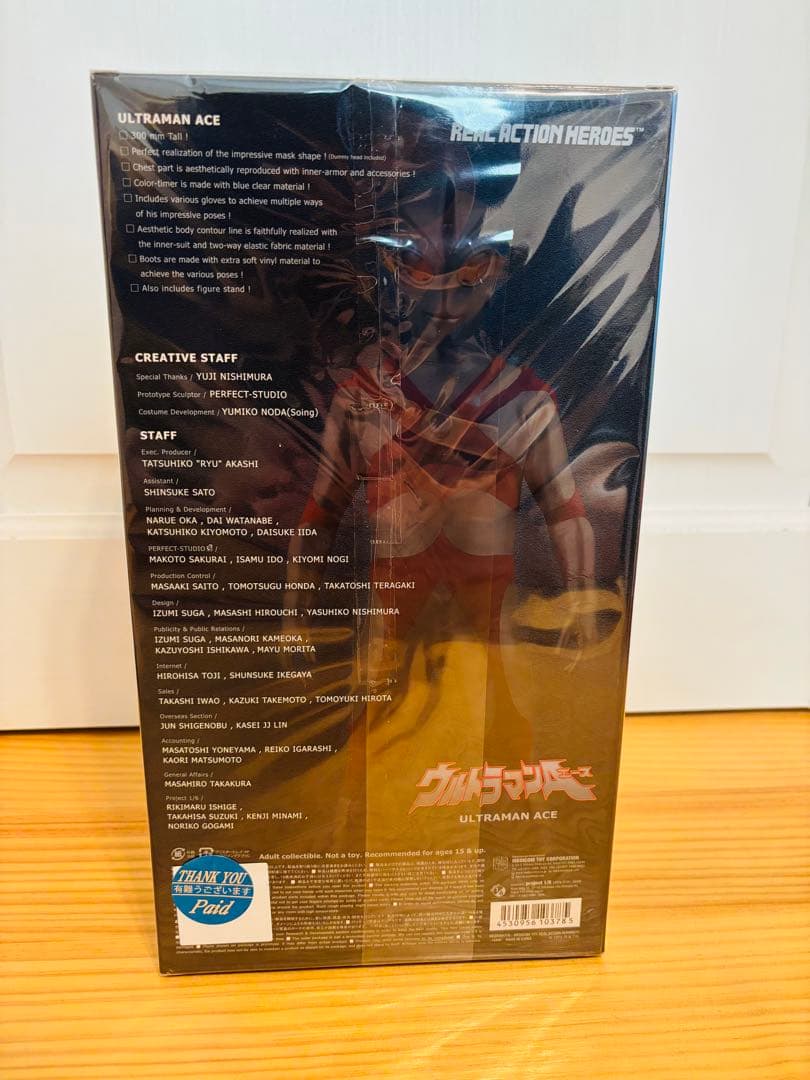 ULTRAMAN ACE
REAL ACTION HEROES™
☐ 300 mm Tall !
☐ Perfect realization of the impressive mask shape ! (Dummy head included)
☐ Chest part is aesthetically reproduced with inner-armor and accessories !
☐ Color-timer is made with blue clear material !
☐ Includes various gloves to achieve multiple ways
of his impressive poses !
☐ Aesthetic body contour line is faithfully realized with
the inner-suit and two-way elastic fabric material !
☐ Boots are made with extra soft vinyl material to
achieve the various poses !
☐ Also includes figure stand !
CREATIVE STAFF
Special Thanks / YUJI NISHIMURA
Prototype Sculptor / PERFECT-STUDIO
Costume Development / YUMIKO NODA(Soing)
STAFF
Exec. Producer /
TATSUHIKO "RYU" AKASHI
Assistant /
SHINSUKE SATO
Planning & Development /
NARUE OKA , DAI WATANABE ,
KATSUHIKO KIYOMOTO , DAISUKE IIDA
PERFECT-STUDIO /
MAKOTO SAKURAI , ISAMU IDO , KIYOMI NOGI
Production Control /
MASAAKI SAITO , TOMOTSUGU HONDA , TAKATOSHI TERAGAKI
Design /
IZUMI SUGA , MASASHI HIROUCHI , YASUHIKO NISHIMURA
Publicity & Public Relations /
IZUMI SUGA , MASANORI KAMEOKA ,
KAZUYOSHI ISHIKAWA , MAYU MORITA
Internet /
HIROHISA TOJI , SHUNSUKE IKEGAYA
Sales /
TAKASHI IWAO , KAZUKI TAKEMOTO , TOMOYUKI HIROTA
Overseas Section /
JUN SHIGENOBU , KASEI JJ LIN
Accounting /
MASATOSHI YONEYAMA , REIKO IGARASHI ,
KAORI MATSUMOTO
General Affairs /
MASAHIRO TAKAKURA
Project 1/6 /
RIKIMARU ISHIGE ,
TAKAHISA SUZUKI , KENJI MINAMI ,
NORIKO GOGAMI
ウルトラマンA
エース
ULTRAMAN ACE
Adult collectible. Not a toy. Recommended for ages 15 & up.
MEDICOM TOY CORPORATION
project 1/6
THANK YOU
有難うございます
Paid
4530956 103785